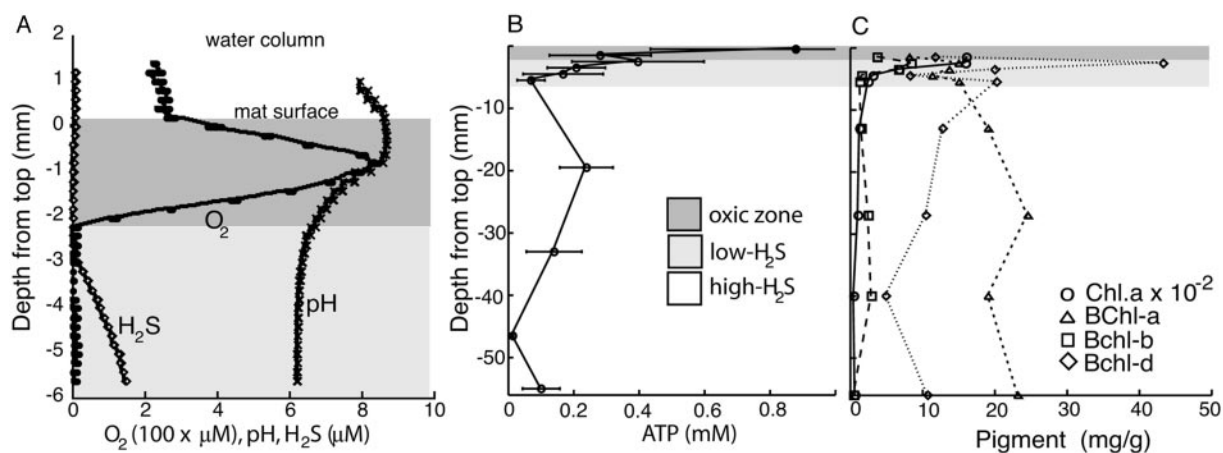 A
2
1
0
-1
-2
-3
-4
-5
-6
Depth from top (mm)
water column
mat surface
O2
H2S
pH
0 2 4 6 8 10
O2 (100 x μM), pH, H2S (μM)
B
-10
-20
-30
-40
-50
Depth from top (mm)
oxic zone
low-H2S
high-H2S
0 0.2 0.4 0.6 0.8
ATP (mM)
C
Chl.a x 10-2
BChl-a
Bchl-b
Bchl-d
0 10 20 30 40 50
Pigment (mg/g)